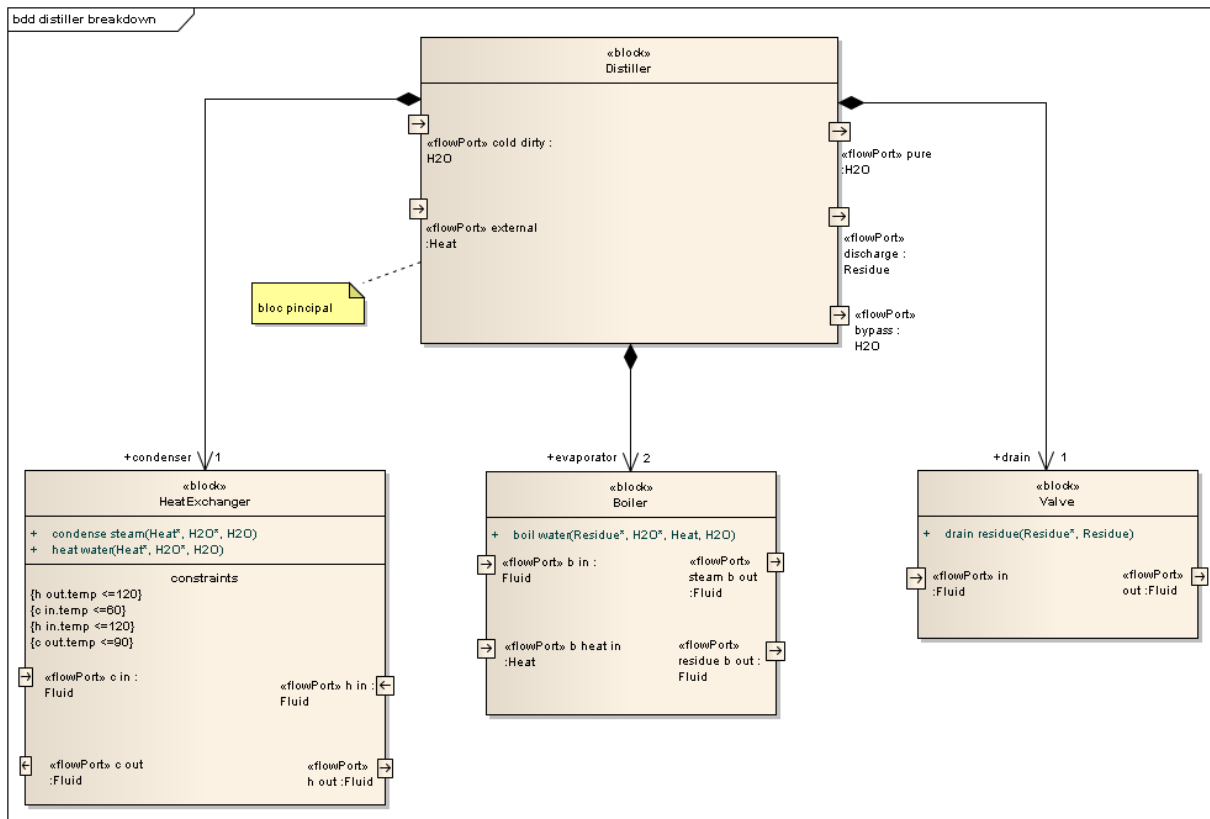 bdd distiller breakdown
«block»
Distiller
«flowPort» cold dirty :
H2O
«flowPort» external
:Heat
«flowPort» pure
:H2O
«flowPort»
discharge :
Residue
«flowPort»
bypass :
H2O
bloc pincipal
+condenser
1
+evaporator
2
+drain
1
«block»
HeatExchanger
+ condense steam(Heat*, H2O*, H2O)
+ heat water(Heat*, H2O*, H2O)
constraints
{h out.temp <=120}
{c in.temp <=60}
{h in.temp <=120}
{c out.temp <=90}
«flowPort» c in :
Fluid
«flowPort» h in :
Fluid
«flowPort» c out
:Fluid
«flowPort»
h out :Fluid
«block»
Boiler
+ boil water(Residue*, H2O*, Heat, H2O)
«flowPort» b in :
Fluid
«flowPort»
steam b out
:Fluid
«flowPort» b heat in
:Heat
«flowPort»
residue b out :
Fluid
«block»
Valve
+ drain residue(Residue*, Residue)
«flowPort» in
:Fluid
«flowPort»
out :Fluid